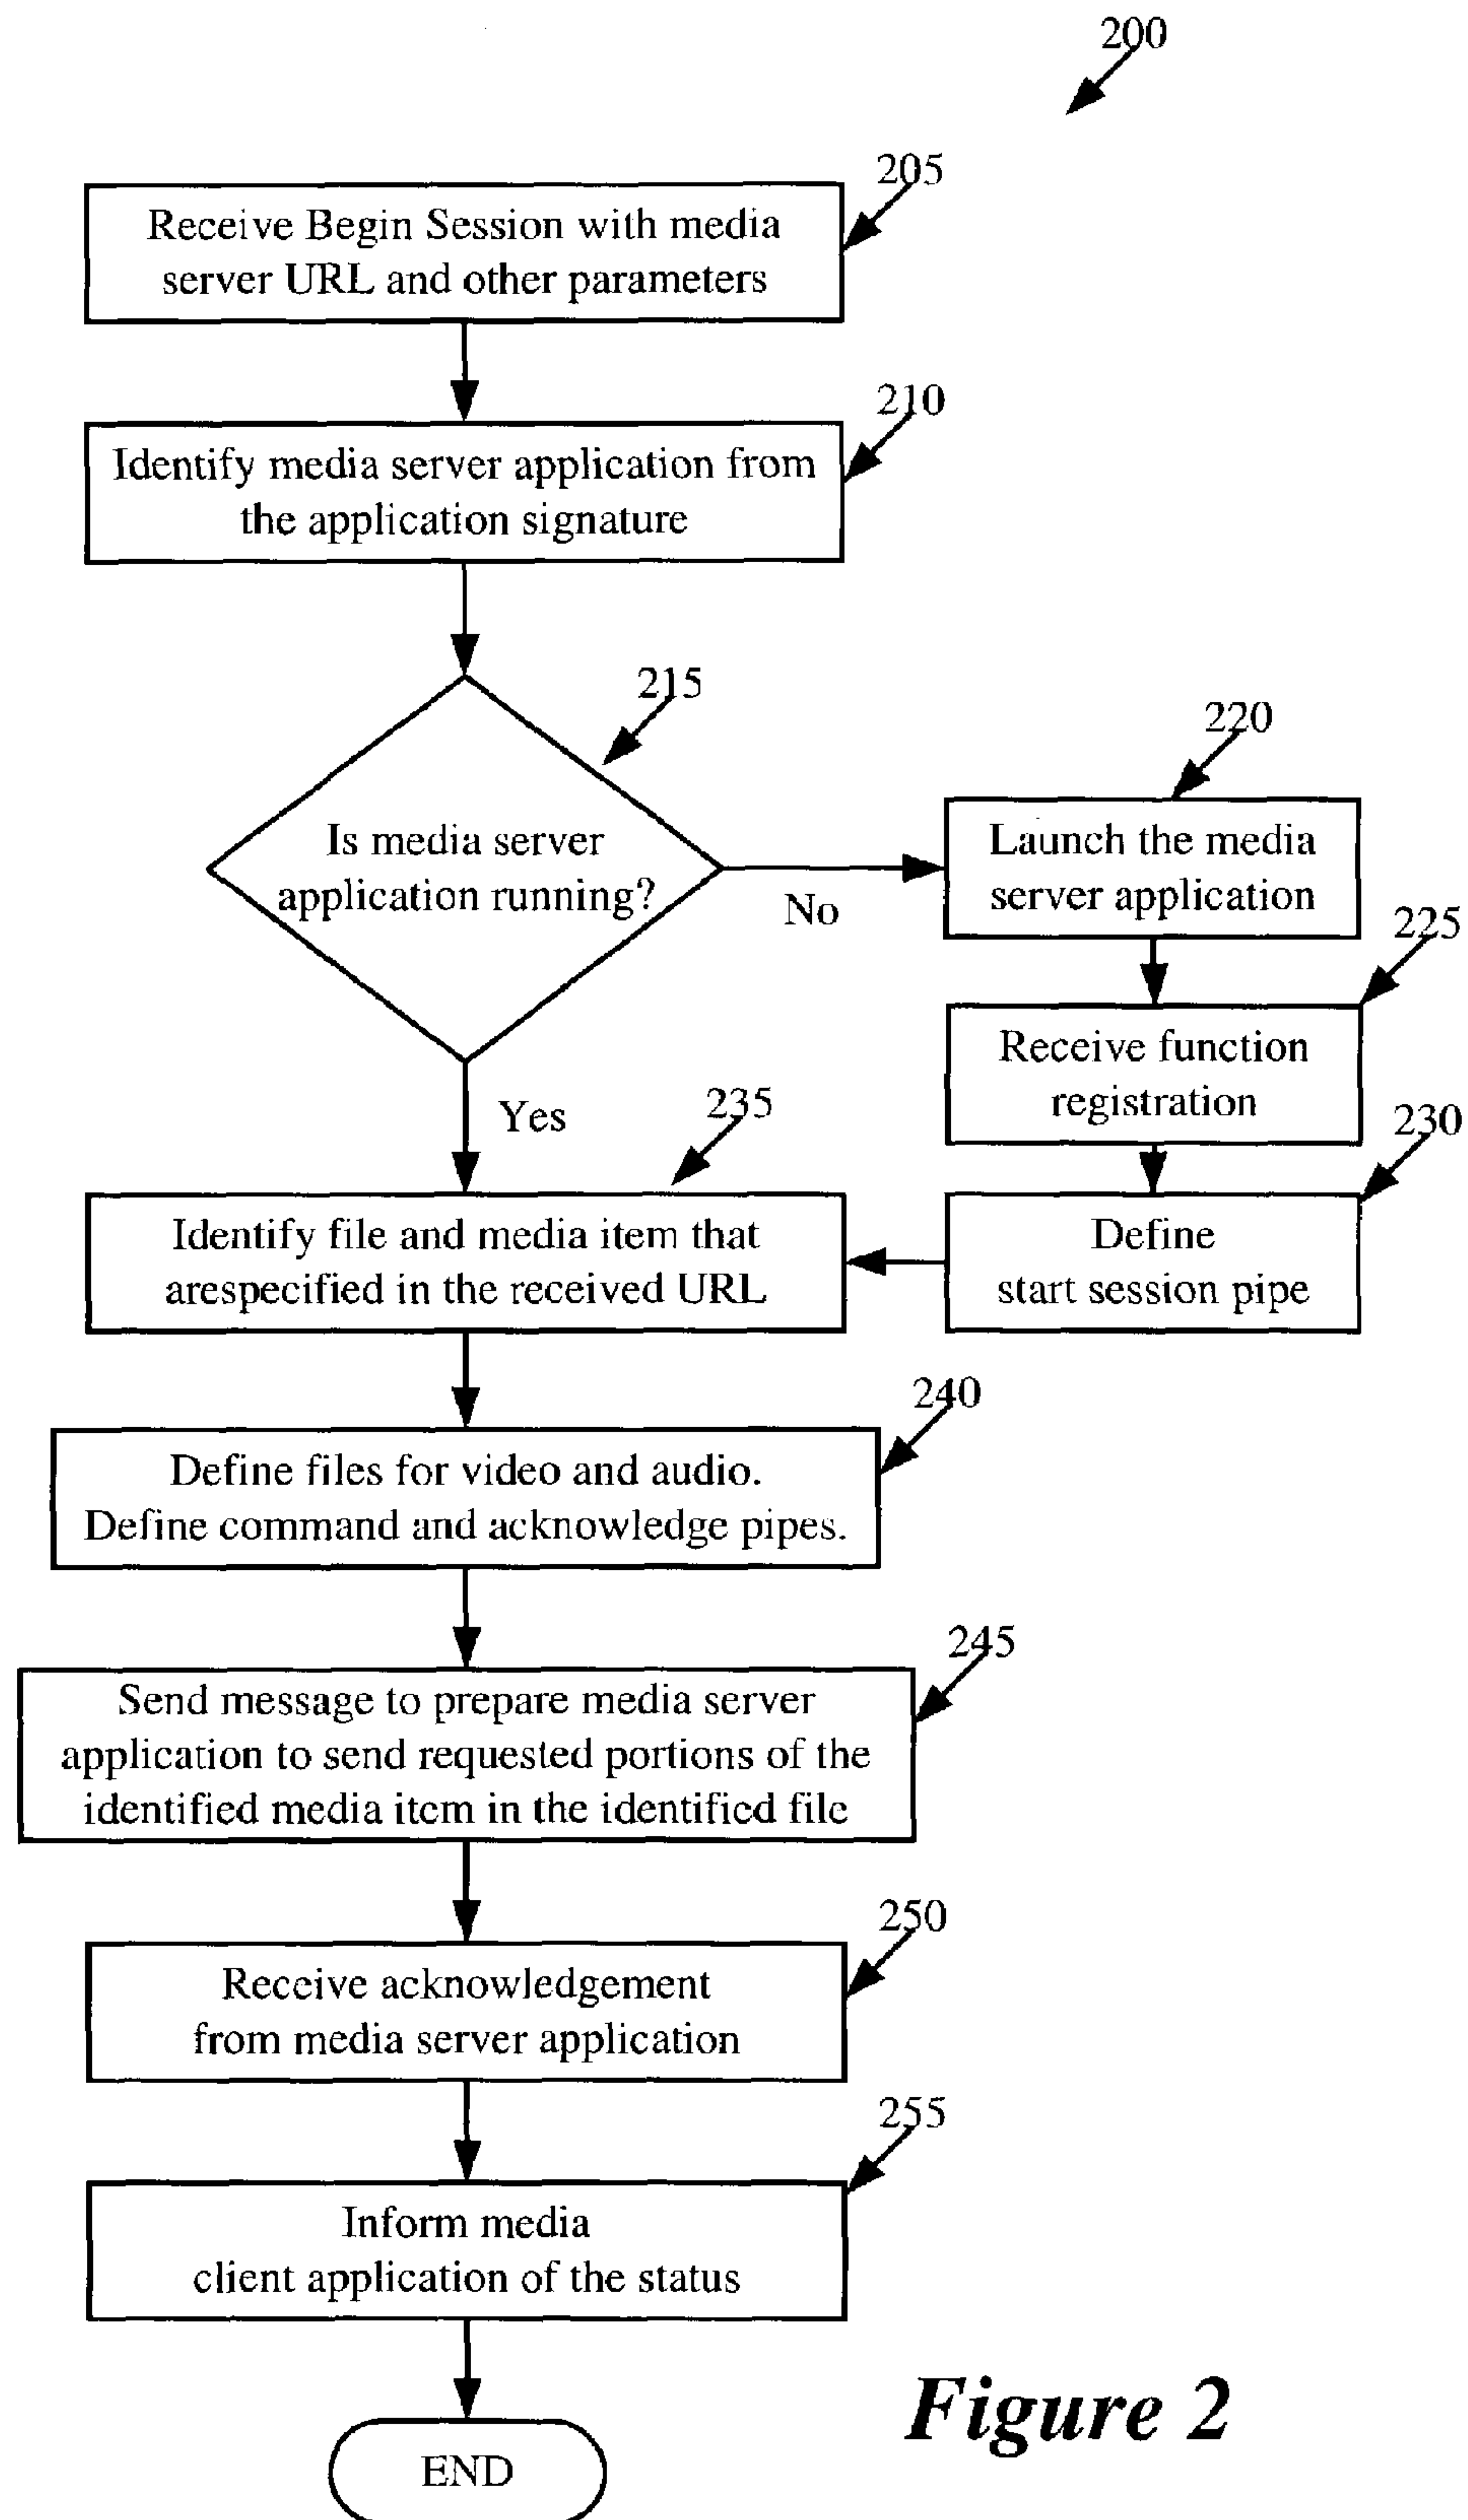 200
205
Receive Begin Session with media
server URL and other parameters
210
Identify media server application from
the application signature
215
Is media server
application running?
No
220
Launch the media
server application
225
Receive function
registration
230
Define
start session pipe
Yes
235
Identify file and media item that
arespecified in the received URL
240
Define files for video and audio.
Define command and acknowledge pipes.
245
Send message to prepare media server
application to send requested portions of the
identified media item in the identified file
250
Receive acknowledgement
from media server application
255
Inform media
client application of the status
END
Figure 2